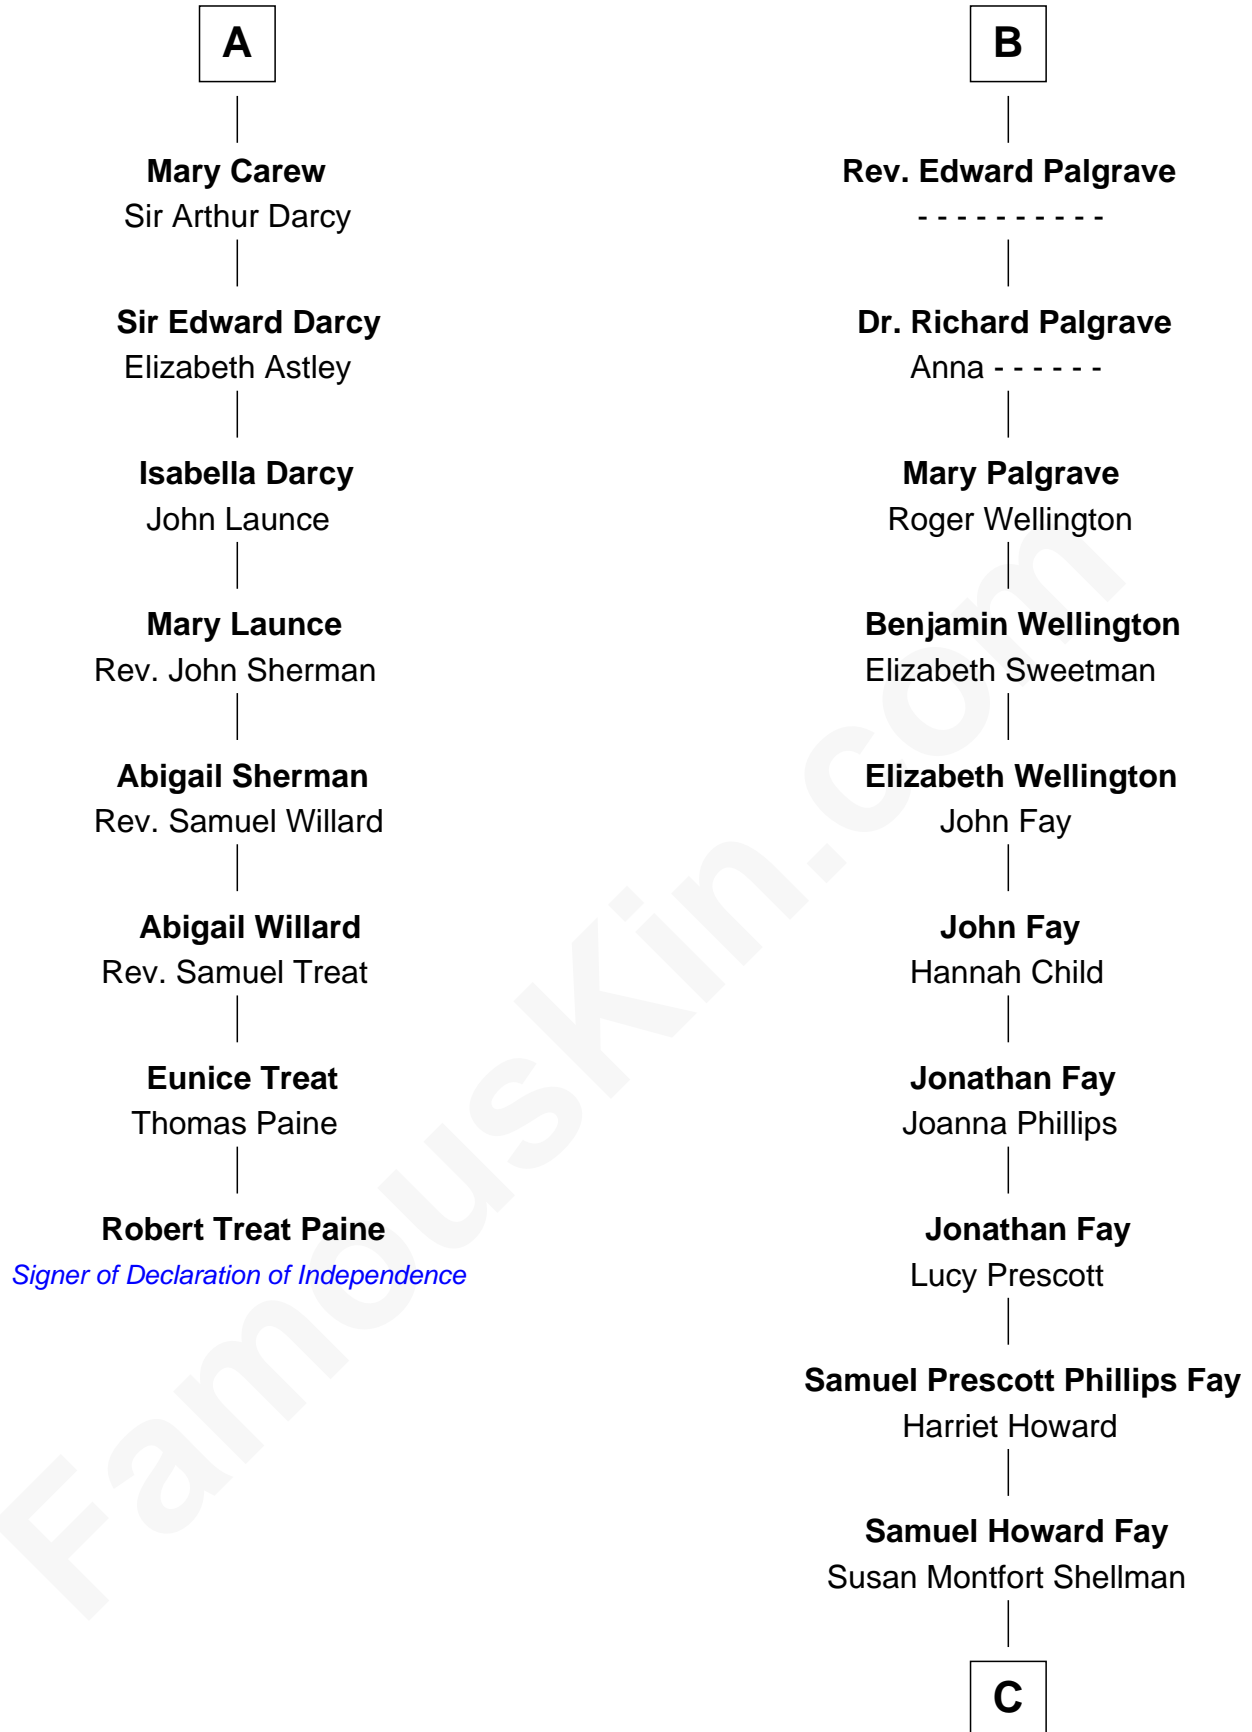 A
Mary Carew
Sir Arthur Darcy
Sir Edward Darcy
Elizabeth Astley
Isabella Darcy
John Launce
Mary Launce
Rev. John Sherman
Abigail Sherman
Rev. Samuel Willard
Abigail Willard
Rev. Samuel Treat
Eunice Treat
Thomas Paine
Robert Treat Paine
Signer of Declaration of Independence
B
Rev. Edward Palgrave
- - - - - - - - - -
Dr. Richard Palgrave
Anna - - - - - -
Mary Palgrave
Roger Wellington
Benjamin Wellington
Elizabeth Sweetman
Elizabeth Wellington
John Fay
John Fay
Hannah Child
Jonathan Fay
Joanna Phillips
Jonathan Fay
Lucy Prescott
Samuel Prescott Phillips Fay
Harriet Howard
Samuel Howard Fay
Susan Montfort Shellman
C
FamousKin.com